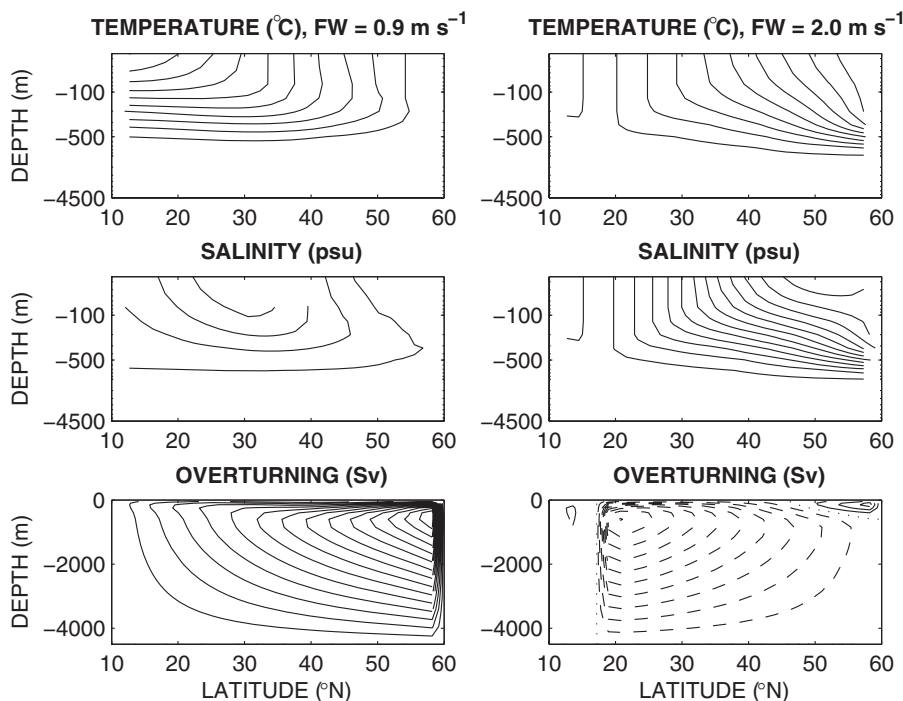 TEMPERATURE (°C), FW = 0.9 m s⁻¹
TEMPERATURE (°C), FW = 2.0 m s⁻¹
DEPTH (m)
−100
−500
−4500
10 20 30 40 50 60
−100
−500
−4500
10 20 30 40 50 60
SALINITY (psu)
SALINITY (psu)
DEPTH (m)
−100
−500
−4500
10 20 30 40 50 60
−100
−500
−4500
10 20 30 40 50 60
OVERTURNING (Sv)
OVERTURNING (Sv)
DEPTH (m)
0
−2000
−4000
10 20 30 40 50 60
LATITUDE (°N)
0
−2000
−4000
10 20 30 40 50 60
LATITUDE (°N)